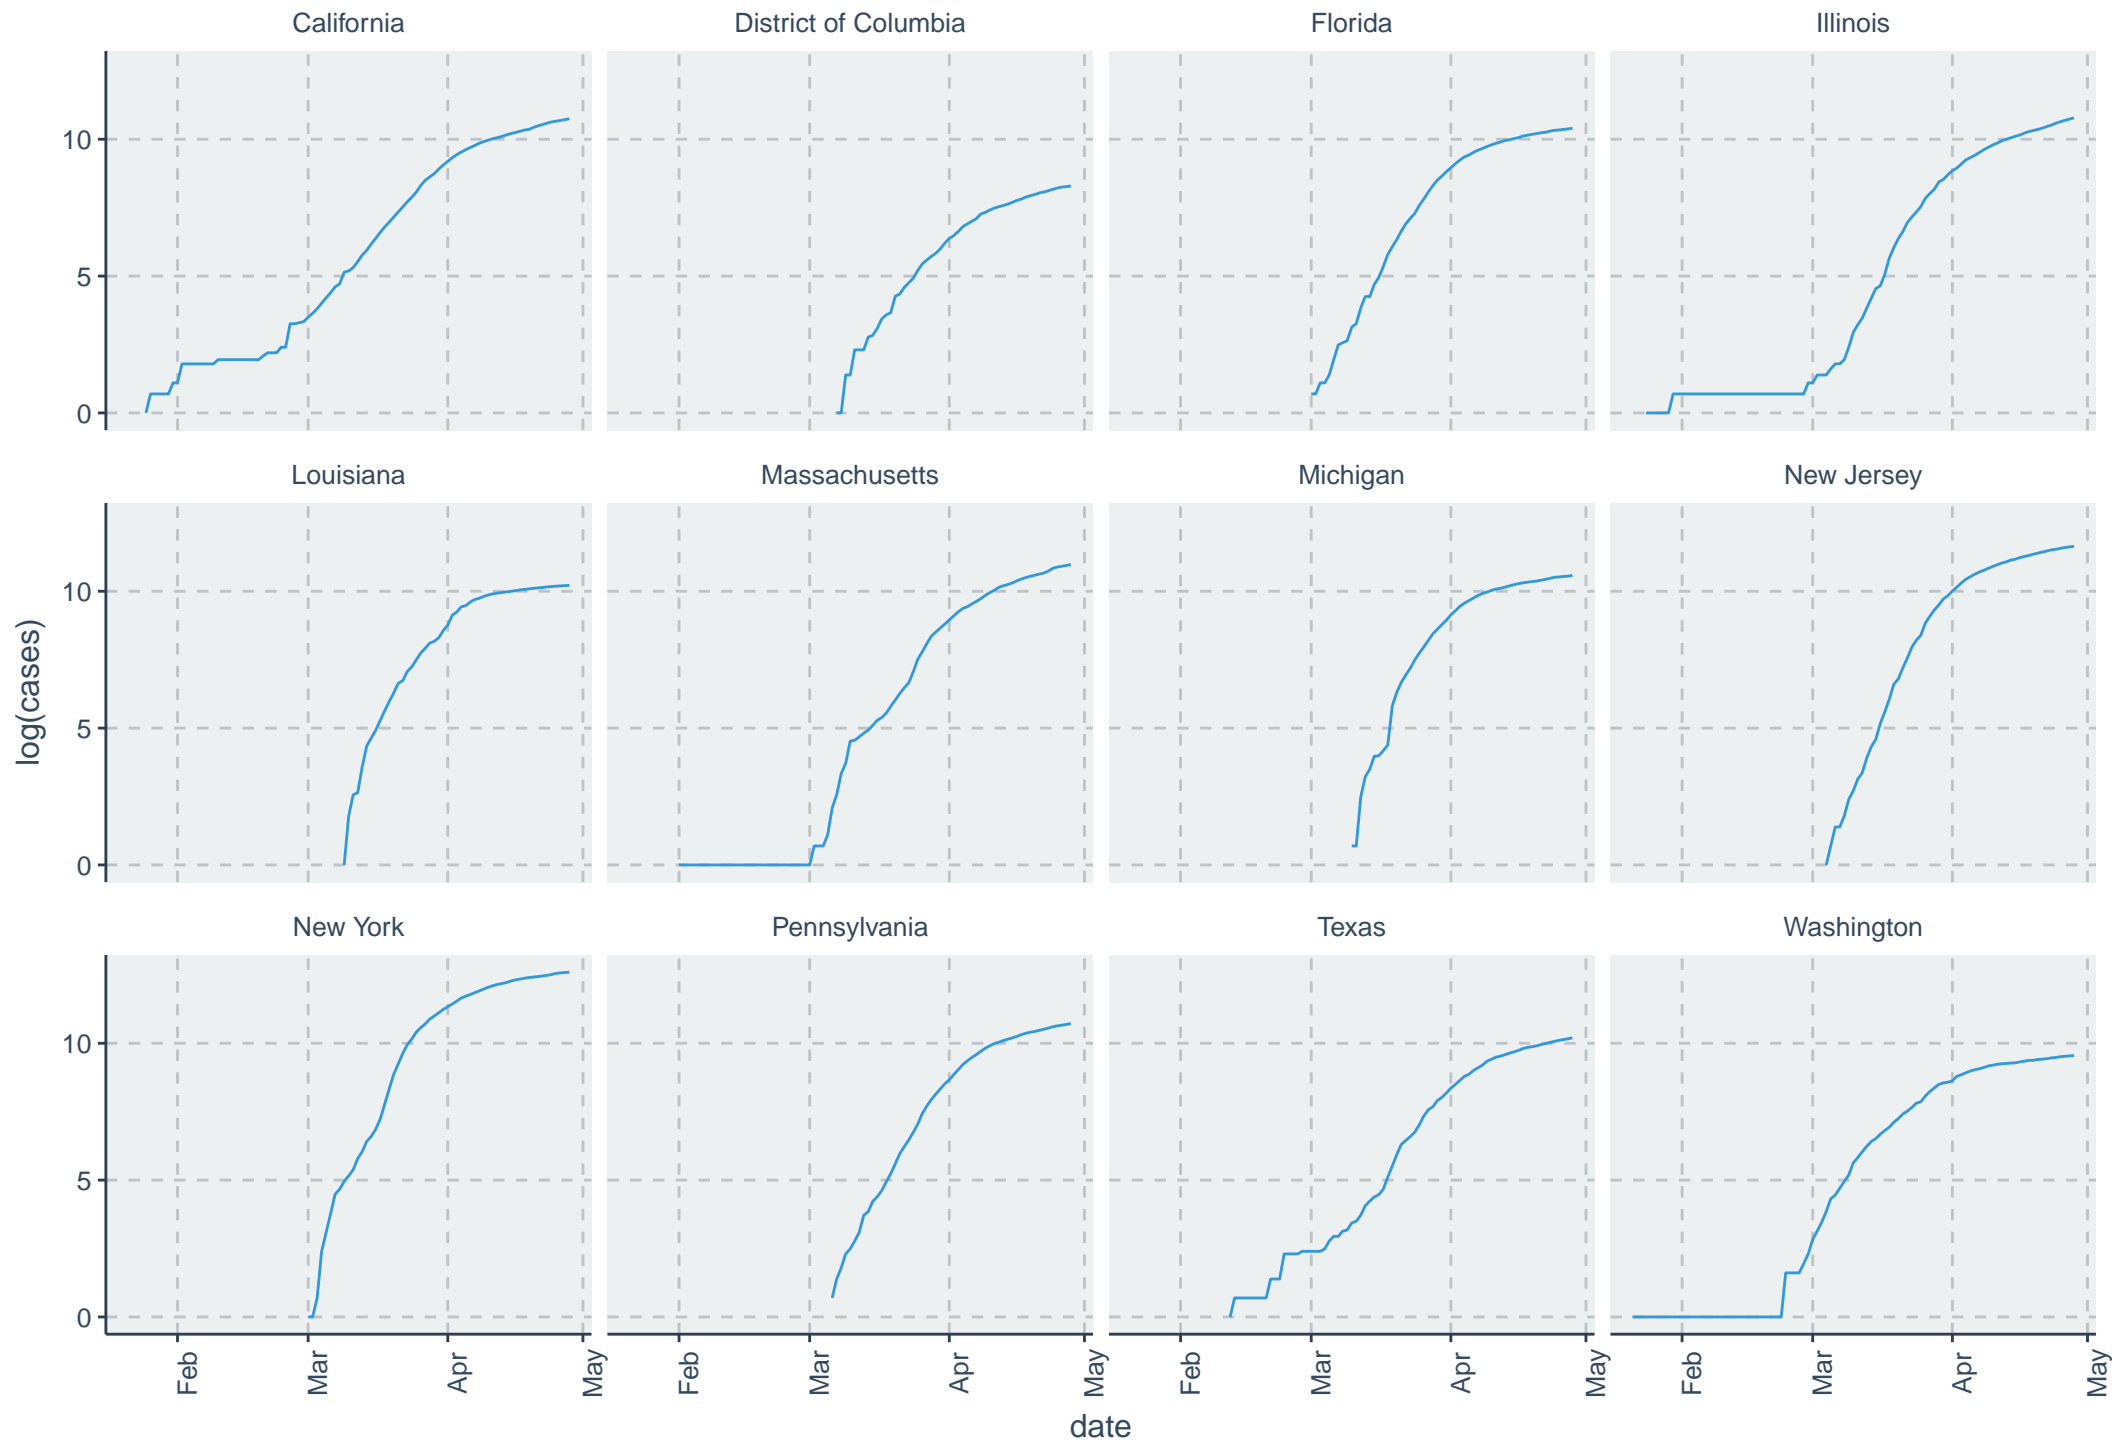 California District of Columbia Florida Illinois
10
5
0
Louisiana Massachusetts Michigan New Jersey
10
5
0
log(cases)
New York Pennsylvania Texas Washington
10
5
0
Feb Mar Apr May Feb Mar Apr May Feb Mar Apr May Feb Mar Apr May
date